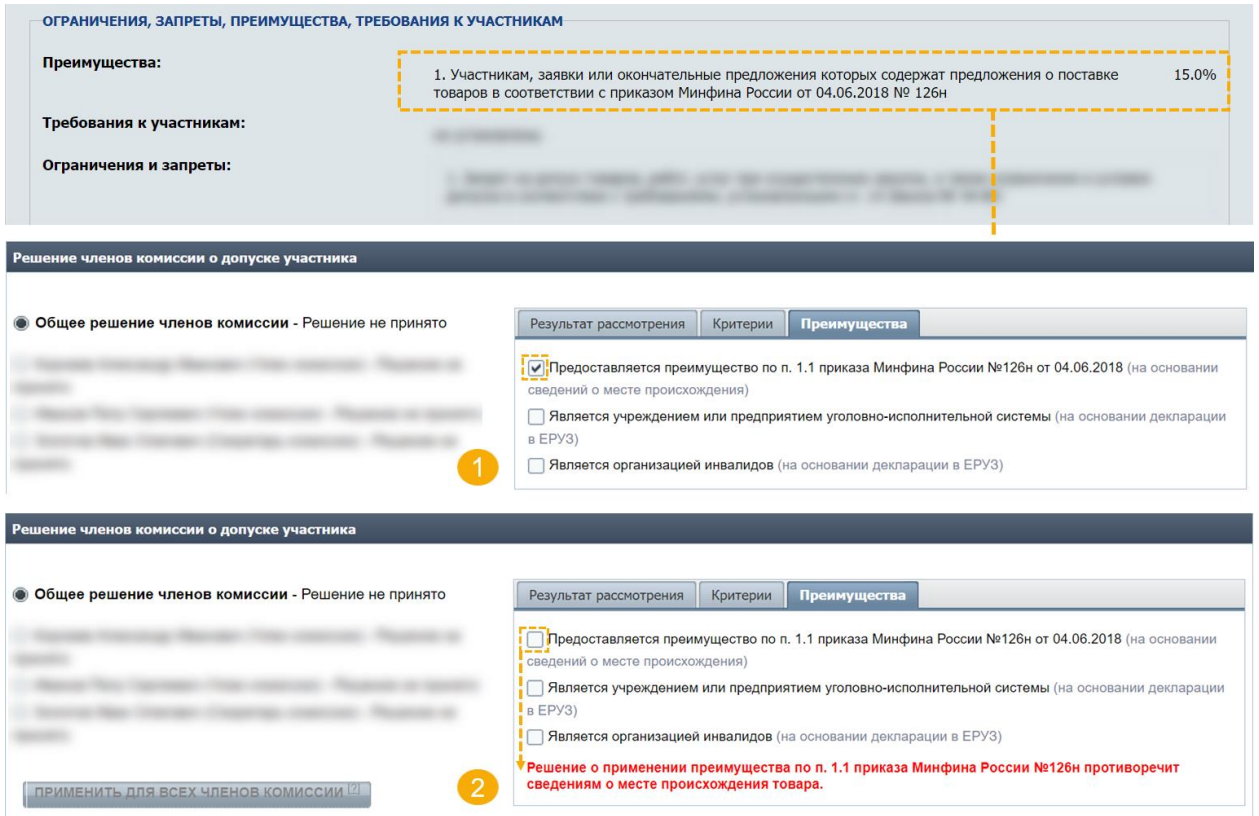 ОГРАНИЧЕНИЯ, ЗАПРЕТЫ, ПРЕИМУЩЕСТВА, ТРЕБОВАНИЯ К УЧАСТНИКАМ
Преимущества:
1. Участникам, заявки или окончательные предложения которых содержат предложения о поставке 15.0%
товаров в соответствии с приказом Минфина России от 04.06.2018 № 126н
Требования к участникам:
Ограничения и запреты:
Решение членов комиссии о допуске участника
Общее решение членов комиссии - Решение не принято
Результат рассмотрения Критерии Преимущества
Предоставляется преимущество по п. 1.1 приказа Минфина России №126н от 04.06.2018 (на основании
сведений о месте происхождения)
Является учреждением или предприятием уголовно-исполнительной системы (на основании декларации
в ЕРУЗ)
Является организацией инвалидов (на основании декларации в ЕРУЗ)
1
Решение членов комиссии о допуске участника
Общее решение членов комиссии - Решение не принято
Результат рассмотрения Критерии Преимущества
Предоставляется преимущество по п. 1.1 приказа Минфина России №126н от 04.06.2018 (на основании
сведений о месте происхождения)
Является учреждением или предприятием уголовно-исполнительной системы (на основании декларации
в ЕРУЗ)
Является организацией инвалидов (на основании декларации в ЕРУЗ)
Решение о применении преимущества по п. 1.1 приказа Минфина России №126н противоречит
сведениям о месте происхождения товара.
ПРИМЕНИТЬ ДЛЯ ВСЕХ ЧЛЕНОВ КОМИССИИ [?]
2